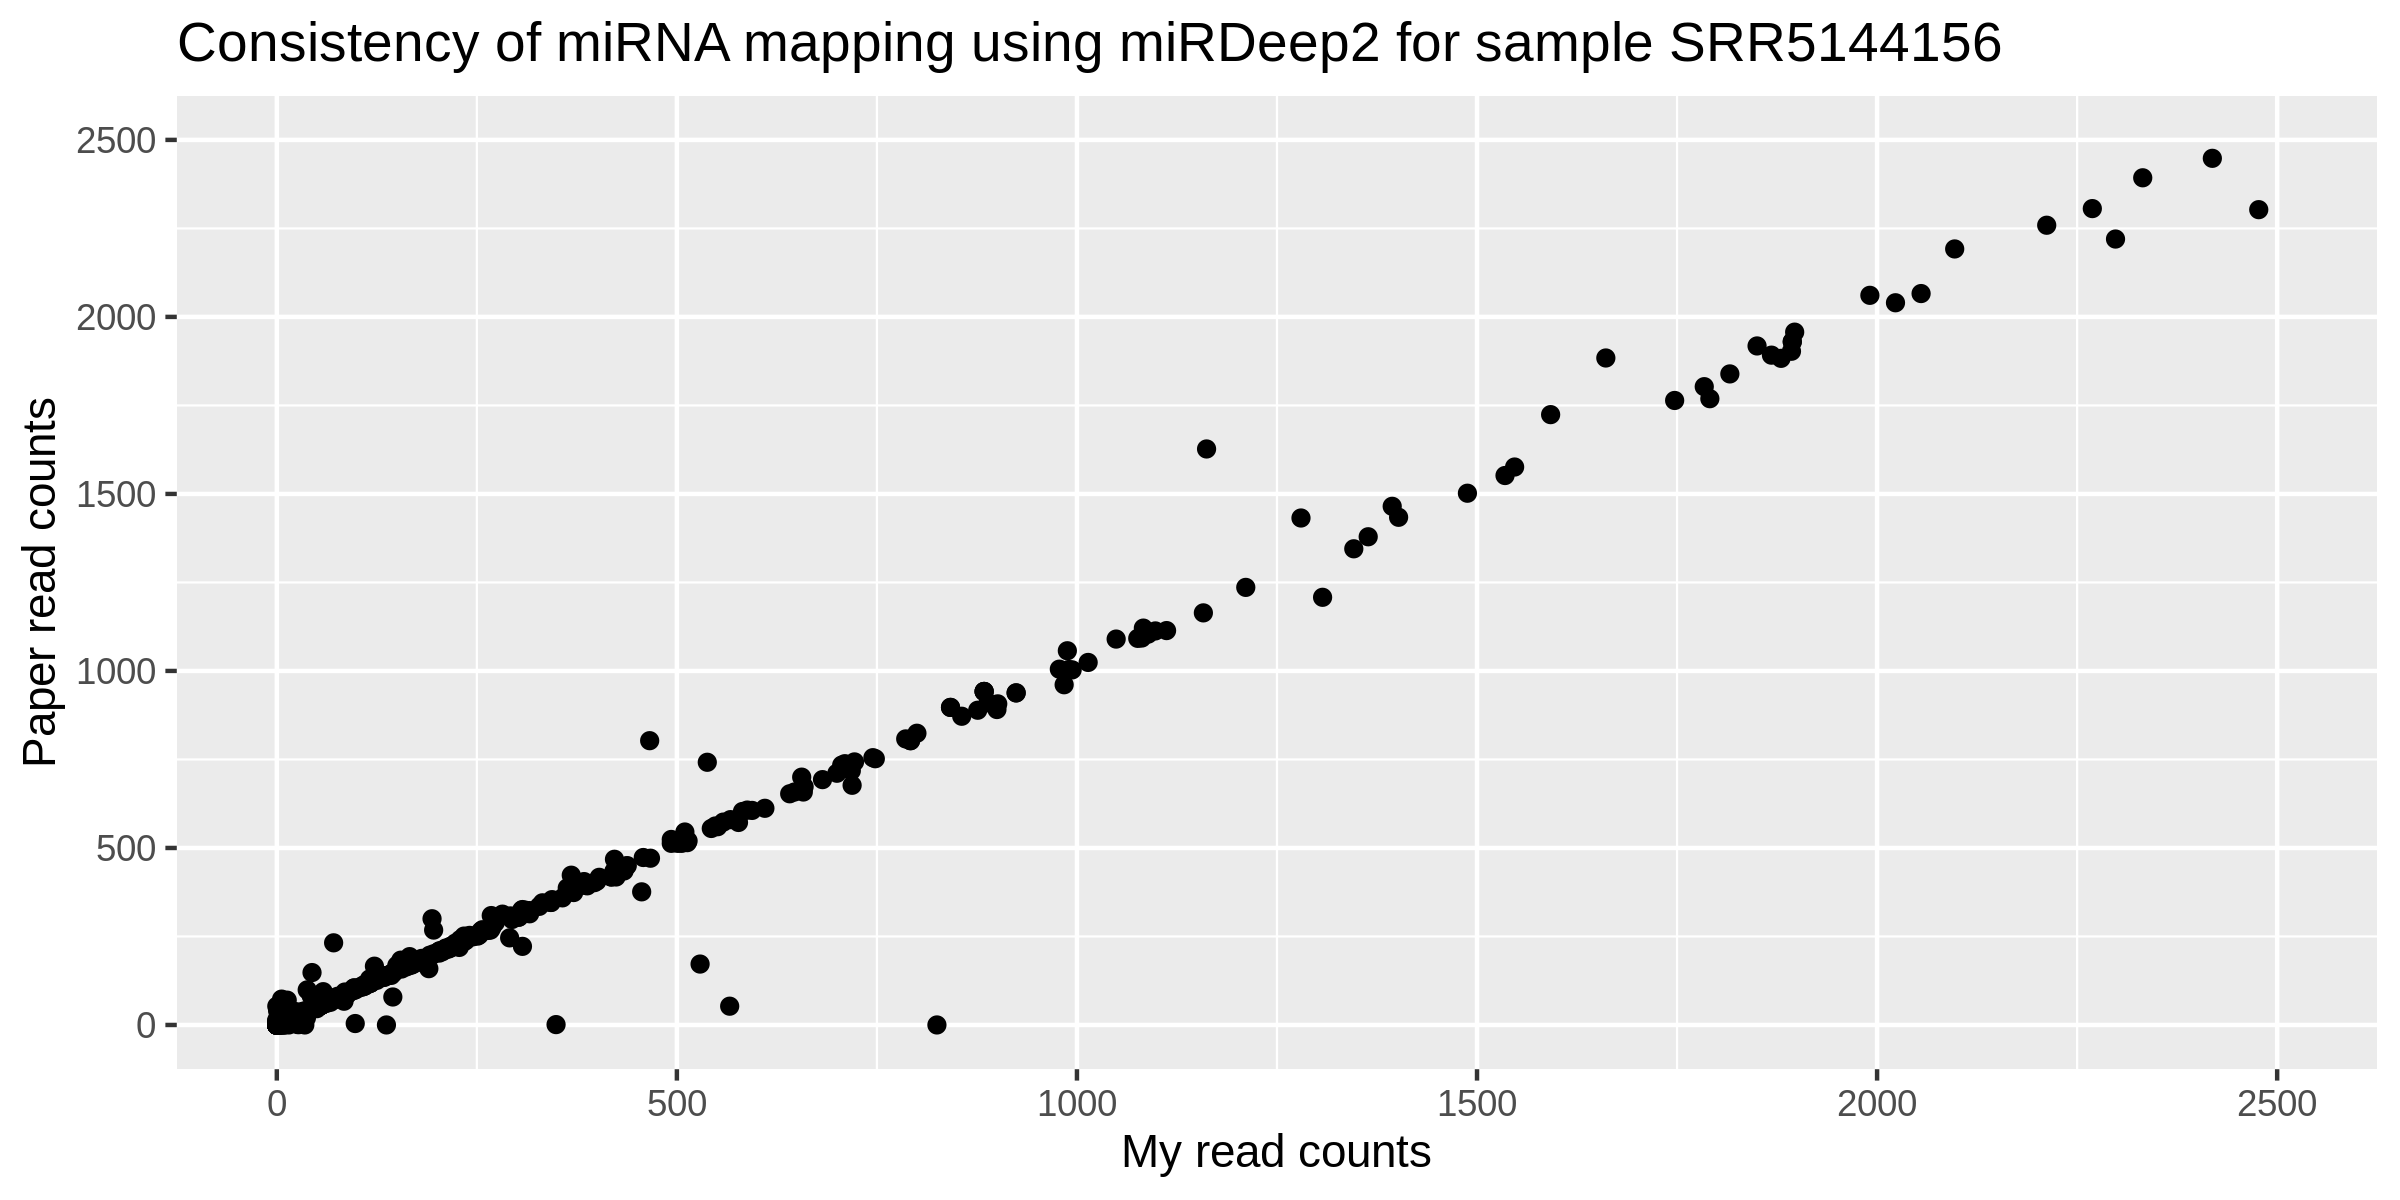 Consistency of miRNA mapping using miRDeep2 for sample SRR5144156
Paper read counts
2500
2000
1500
1000
500
0
0 500 1000 1500 2000 2500
My read counts